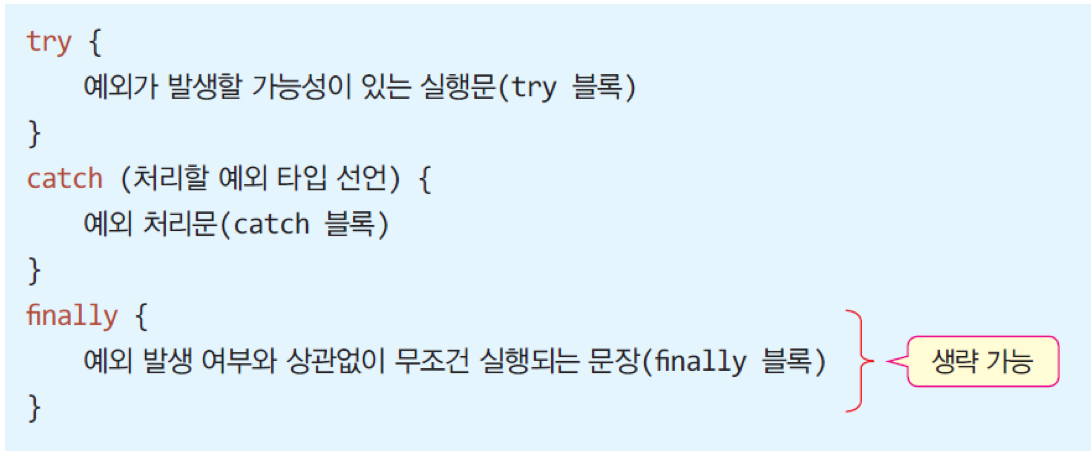 try {
예외가 발생할 가능성이 있는 실행문(try 블록)
}
catch (처리할 예외 타입 선언) {
예외 처리문(catch 블록)
}
finally {
예외 발생 여부와 상관없이 무조건 실행되는 문장(finally 블록)
생략 가능
}